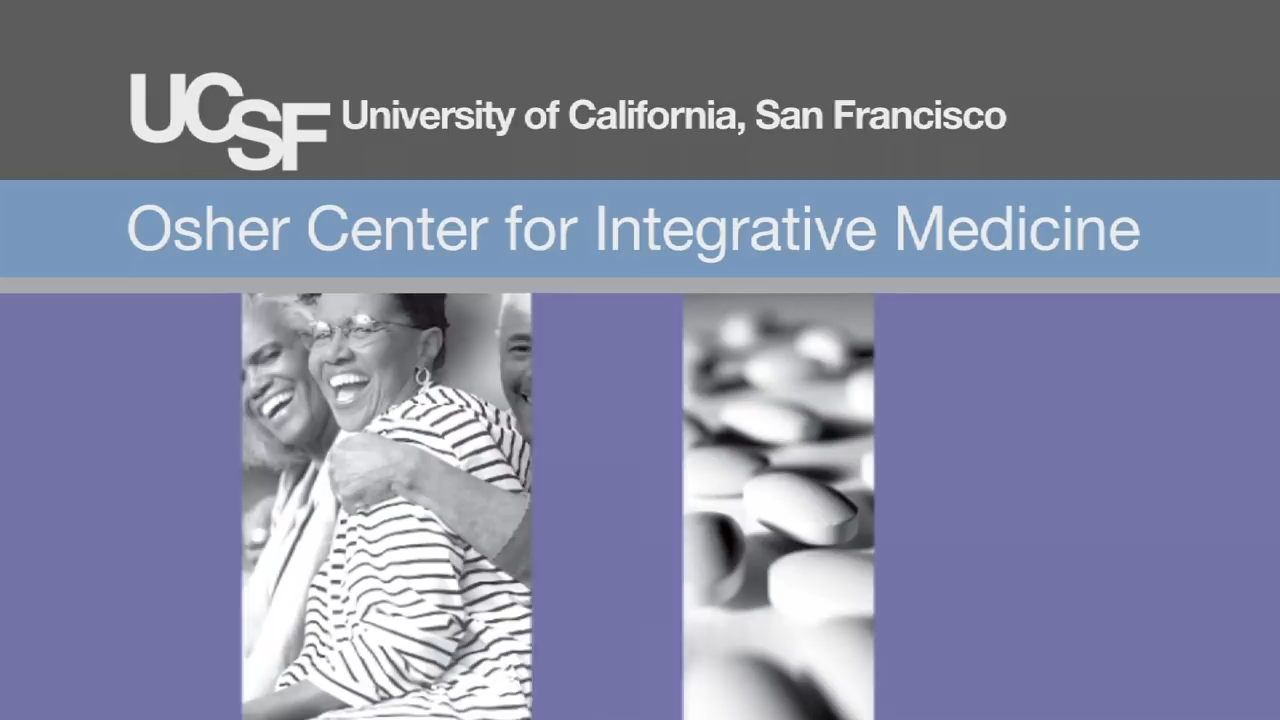 UCSF University of California, San Francisco
Osher Center for Integrative Medicine